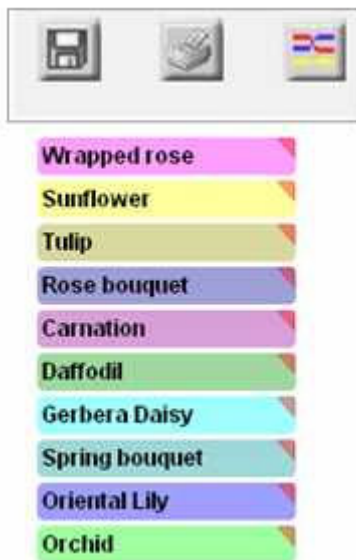 Wrapped rose
Sunflower
Tulip
Rose bouquet
Carnation
Daffodil
Gerbera Daisy
Spring bouquet
Oriental Lily
Orchid